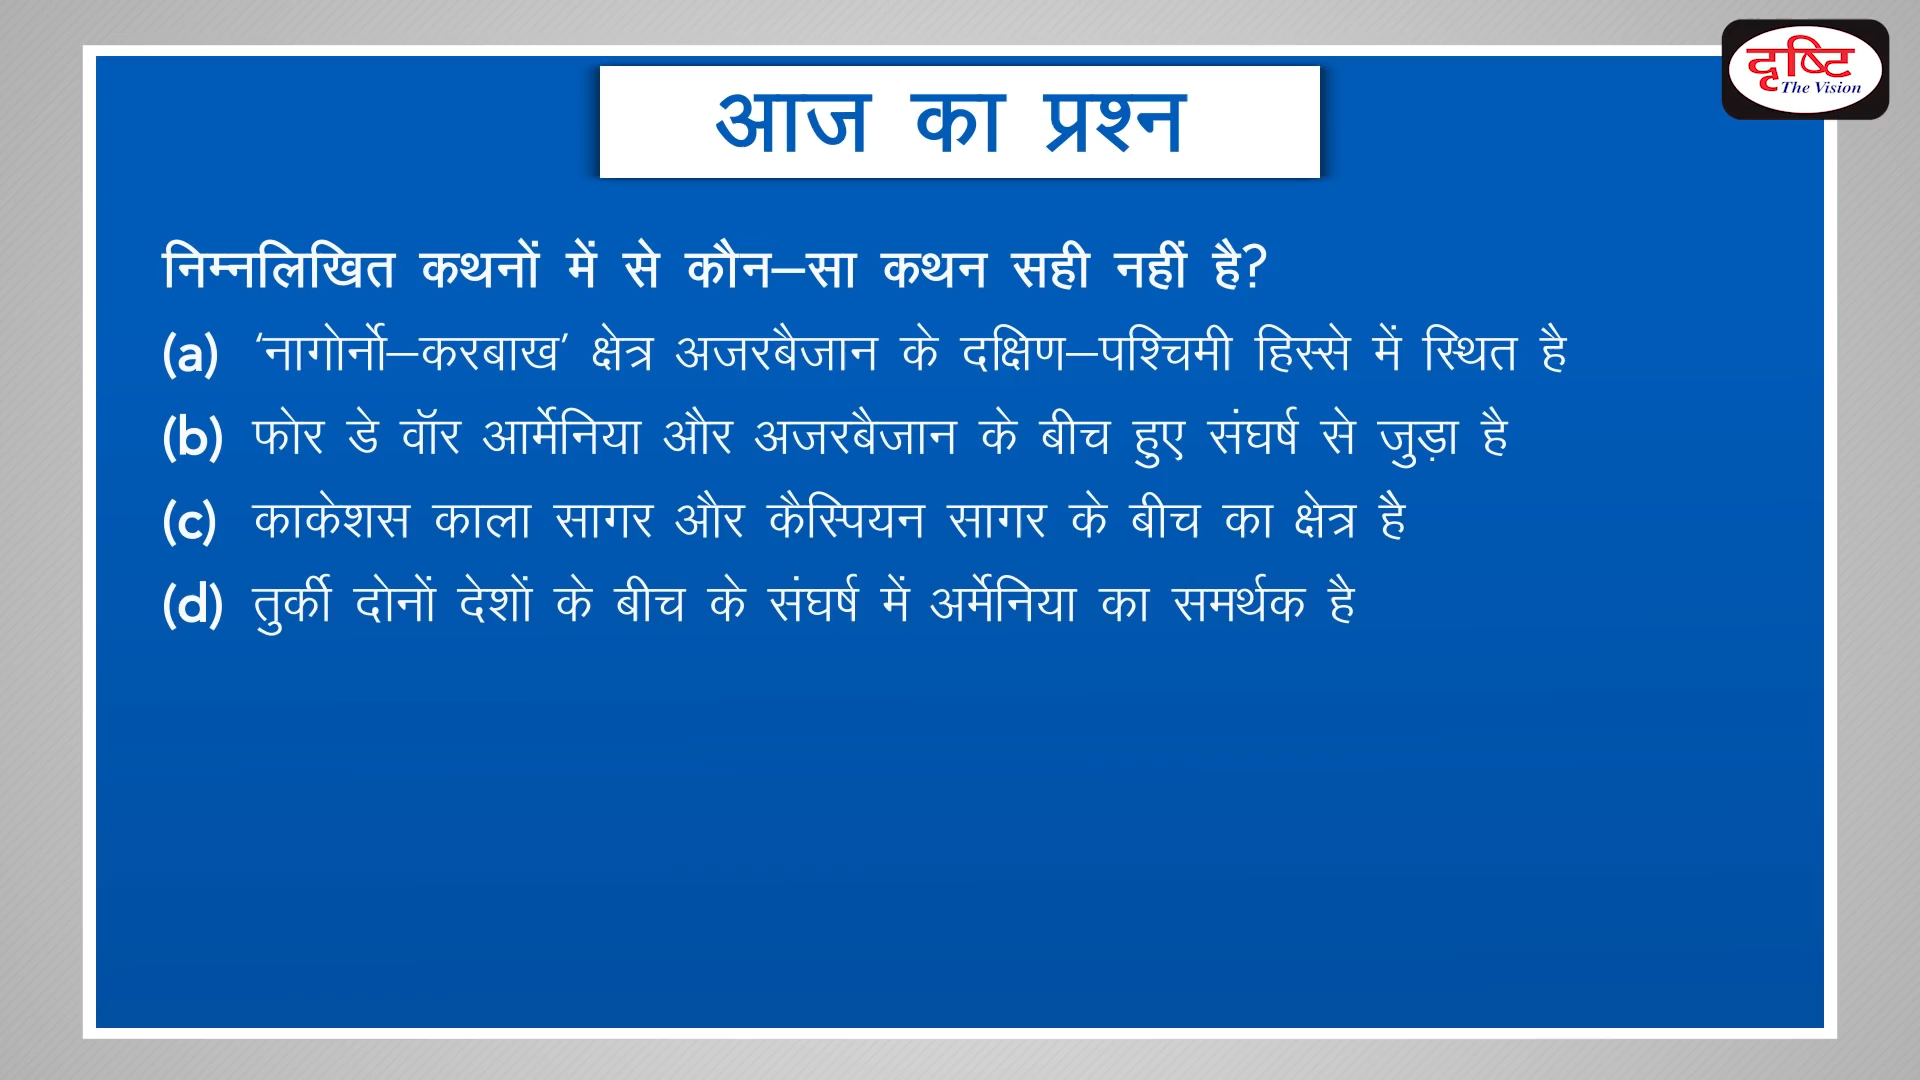 दृष्टि
The Vision
आज का प्रश्न
निम्नलिखित कथनों में से कौन–सा कथन सही नहीं है?
(a) ‘नागोर्नो–करबाख’ क्षेत्र अजरबैजान के दक्षिण–पश्चिमी हिस्से में स्थित है
(b) फोर डे वॉर आर्मेनिया और अजरबैजान के बीच हुए संघर्ष से जुड़ा है
(c) काकेशस काला सागर और कैस्पियन सागर के बीच का क्षेत्र है
(d) तुर्की दोनों देशों के बीच के संघर्ष में अर्मेनिया का समर्थक है